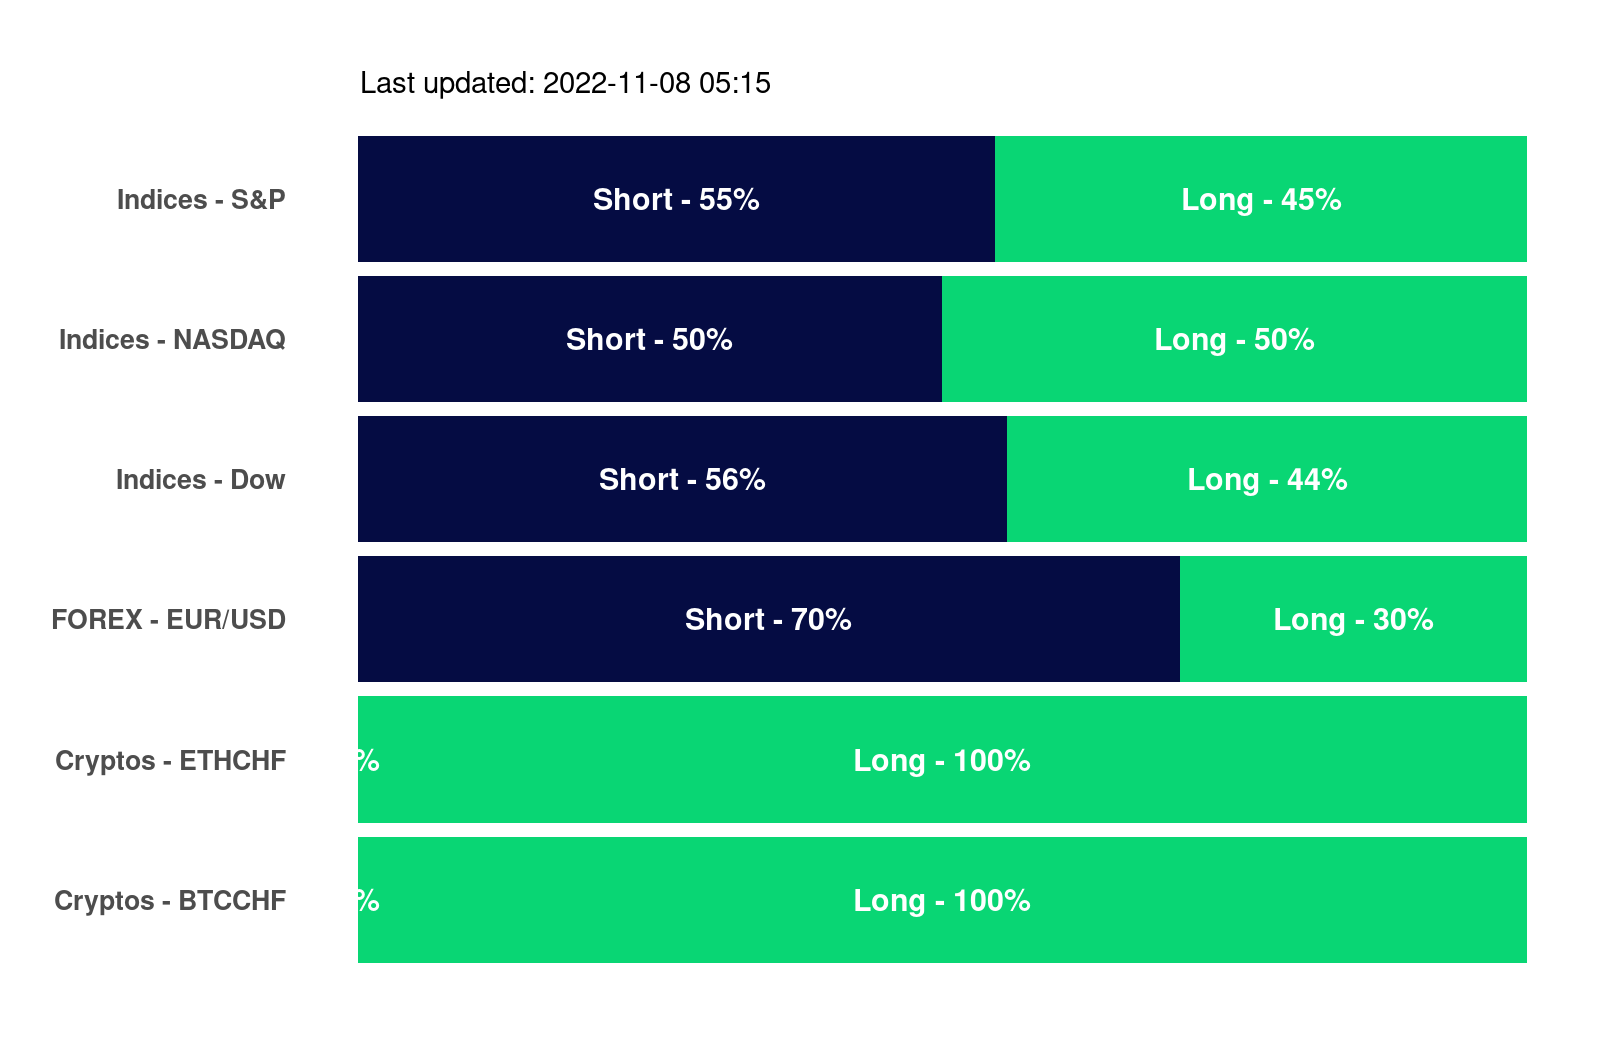 Last updated: 2022-11-08 05:15
Indices - S&P Short - 55% Long - 45%
Indices - NASDAQ Short - 50% Long - 50%
Indices - Dow Short - 56% Long - 44%
FOREX - EUR/USD Short - 70% Long - 30%
Cryptos - ETHCHF % Long - 100%
Cryptos - BTCCHF % Long - 100%